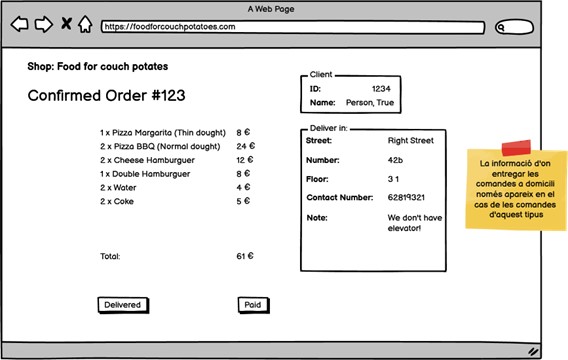 A Web Page
https://foodforcouchpotatoes.com
Shop: Food for couch potates
Confirmed Order #123
1 x Pizza Margarita (Thin dought) 8 €
2 x Pizza BBQ (Normal dought) 24 €
2 x Cheese Hamburguer 12 €
1 x Double Hamburguer 8 €
2 x Water 4 €
2 x Coke 5 €
Total: 61 €
Delivered Paid
Client
ID: 1234
Name: Person, True
Deliver in:
Street: Right Street
Number: 42b
Floor: 3 1
Contact Number: 62819321
Note: We don't have
elevator!
La informació d'on
entregar les
comandes a domicili
només apareix en el
cas de les comandes
d'aquest tipus